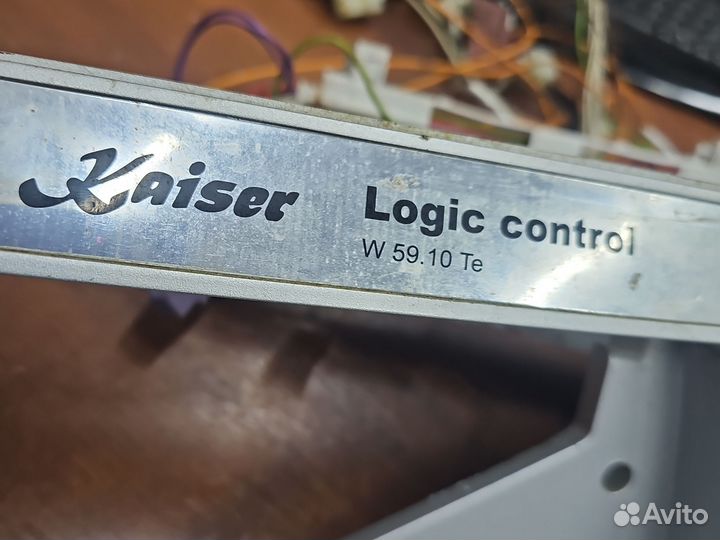 Kaiser
Logic control
W 59.10 Te
Avito